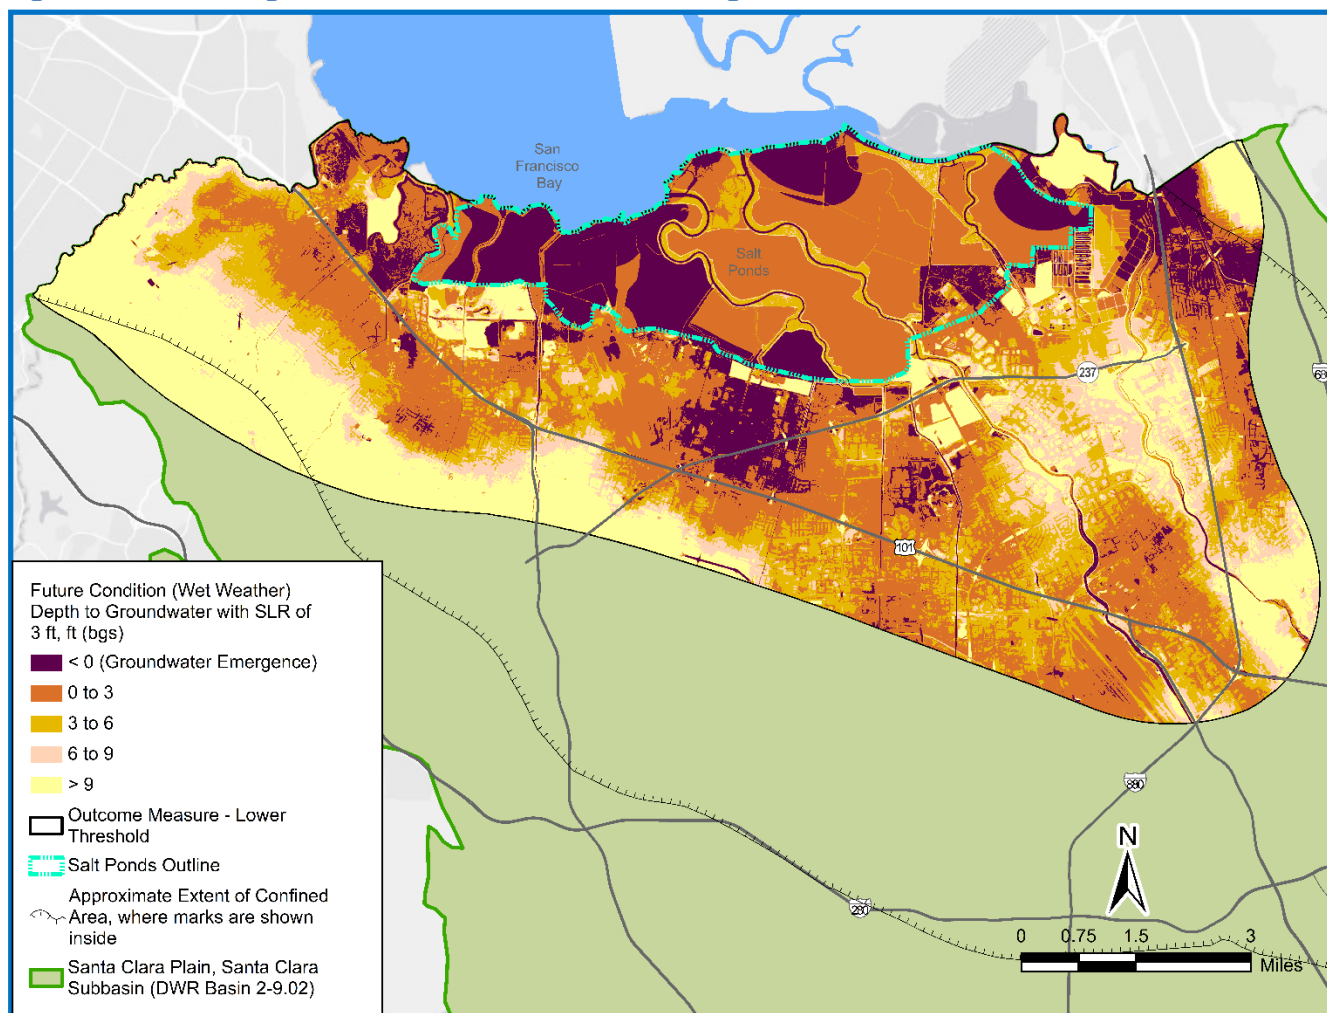 San
Francisco
Bay
Salt
Ponds
237
680
101
880
280
Future Condition (Wet Weather)
Depth to Groundwater with SLR of
3 ft, ft (bgs)
< 0 (Groundwater Emergence)
0 to 3
3 to 6
6 to 9
> 9
Outcome Measure - Lower
Threshold
Salt Ponds Outline
Approximate Extent of Confined
Area, where marks are shown
inside
Santa Clara Plain, Santa Clara
Subbasin (DWR Basin 2-9.02)
N
0 0.75 1.5 3
Miles